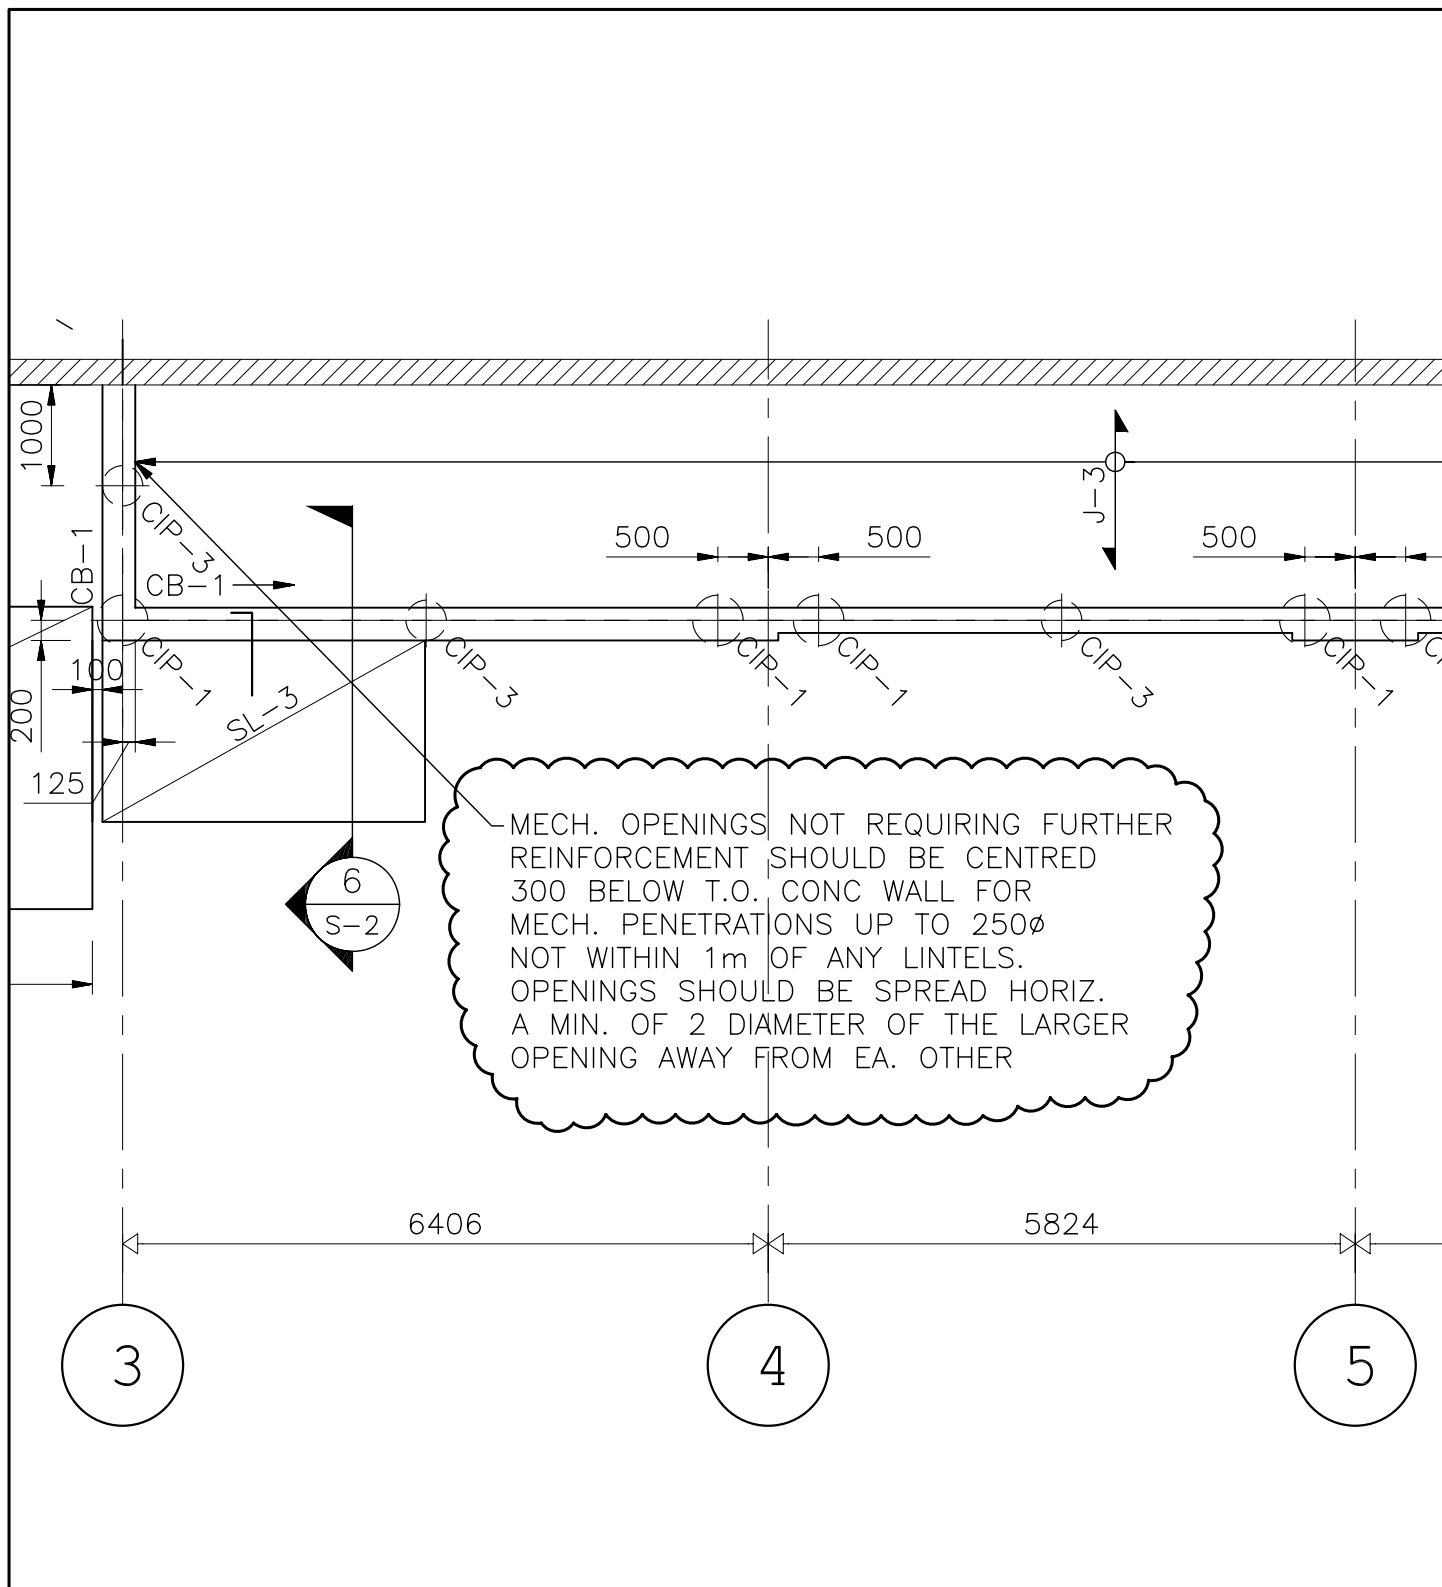 1000
CIP-3
J-3
CB-1
CB-1
500
500
500
CIP-1
CIP-3
CIP-1
CIP-1
CIP-3
CIP-1
100
200
SL-3
125
MECH. OPENINGS NOT REQUIRING FURTHER
REINFORCEMENT SHOULD BE CENTRED
300 BELOW T.O. CONC WALL FOR
MECH. PENETRATIONS UP TO 250ø
NOT WITHIN 1m OF ANY LINTELS.
OPENINGS SHOULD BE SPREAD HORIZ.
A MIN. OF 2 DIAMETER OF THE LARGER
OPENING AWAY FROM EA. OTHER
6
S-2
6406
5824
3
4
5